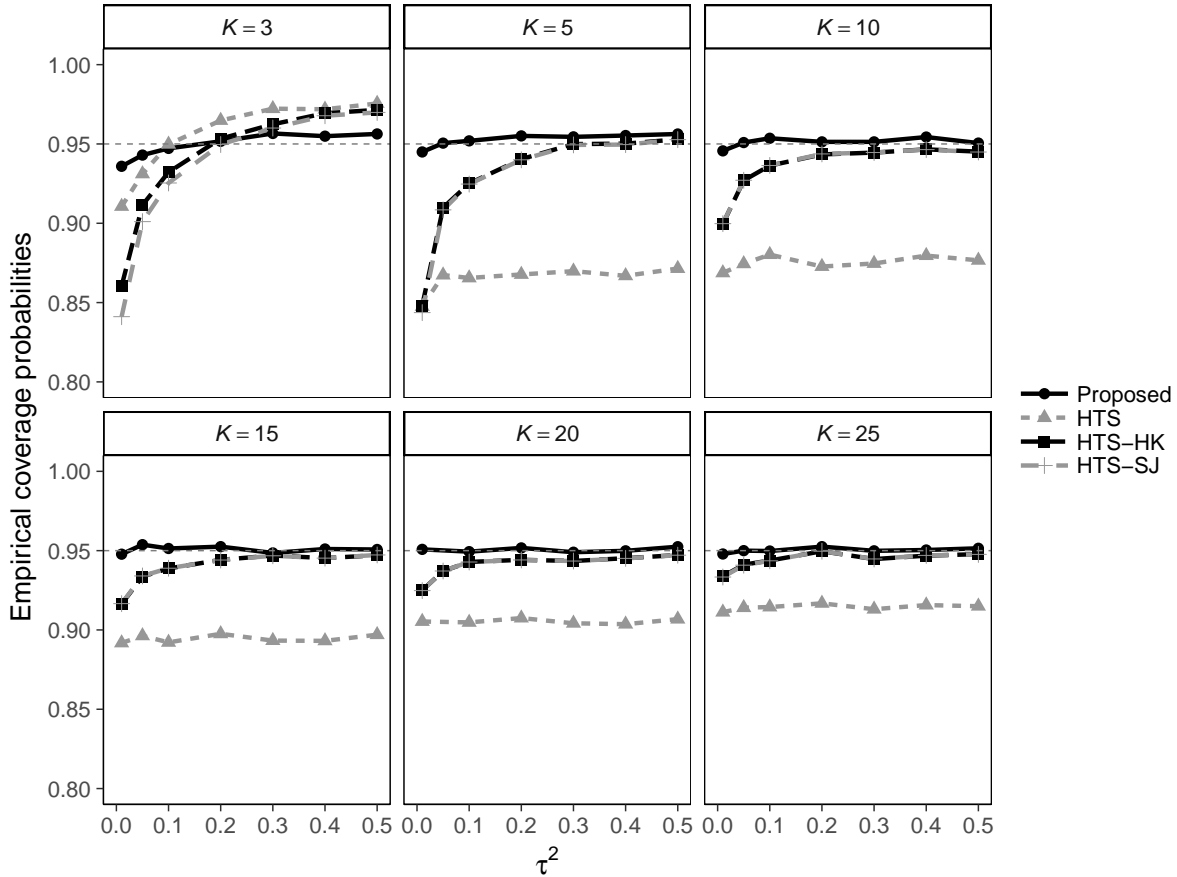 K = 3
K = 5
K = 10
1.00
0.95
0.90
0.85
0.80
K = 15
K = 20
K = 25
1.00
0.95
0.90
0.85
0.80
0.0 0.1 0.2 0.3 0.4 0.5
0.0 0.1 0.2 0.3 0.4 0.5
0.0 0.1 0.2 0.3 0.4 0.5
τ²
Empirical coverage probabilities
Proposed
HTS
HTS−HK
HTS−SJ